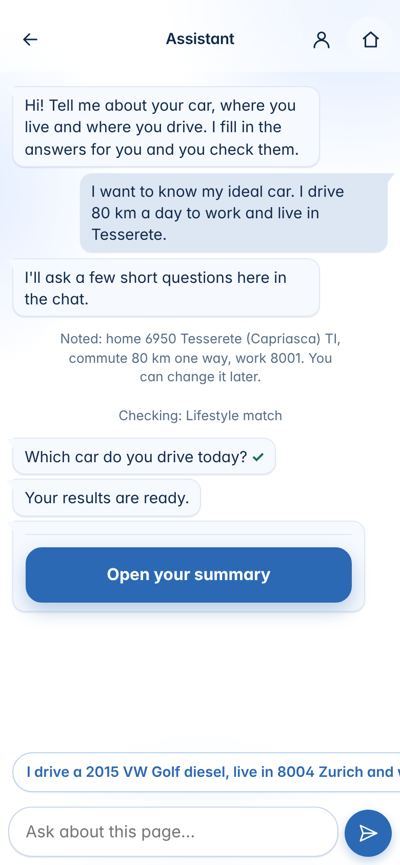 Assistant
Hi! Tell me about your car, where you
live and where you drive. I fill in the
answers for you and you check them.
I want to know my ideal car. I drive
80 km a day to work and live in
Tesserete.
I'll ask a few short questions here in
the chat.
Noted: home 6950 Tesserete (Capriasca) TI,
commute 80 km one way, work 8001. You
can change it later.
Checking: Lifestyle match
Which car do you drive today? ✓
Your results are ready.
Open your summary
I drive a 2015 VW Golf diesel, live in 8004 Zurich and
Ask about this page...